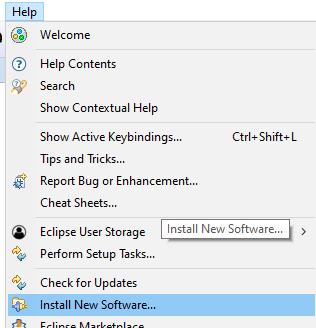 Help
Welcome
Help Contents
Search
Show Contextual Help
Show Active Keybindings... Ctrl+Shift+L
Tips and Tricks...
Report Bug or Enhancement...
Cheat Sheets...
Eclipse User Storage
Install New Software...
Perform Setup Tasks...
Check for Updates
Install New Software...
Eclipse Marketplace